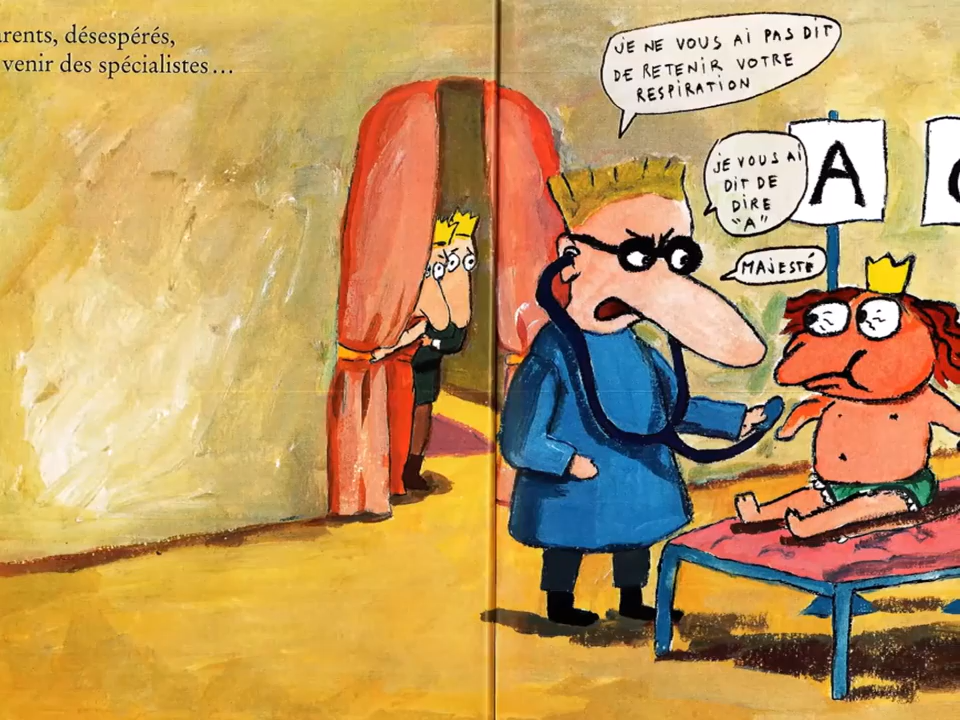 arents, désespérés,
venir des spécialistes...
JE NE VOUS AI PAS DIT
DE RETENIR VOTRE
RESPIRATION
JE VOUS AI
DIT DE
DIRE
"A"
MAJESTÉ
A